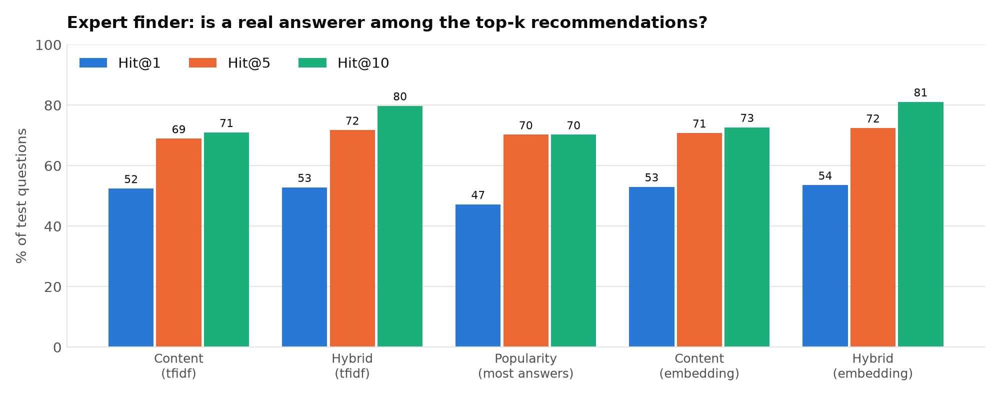 Expert finder: is a real answerer among the top-k recommendations?
Hit@1 Hit@5 Hit@10
% of test questions
100
80
60
40
20
0
52 69 71
53 72 80
47 70 70
53 71 73
54 72 81
Content
(tfidf)
Hybrid
(tfidf)
Popularity
(most answers)
Content
(embedding)
Hybrid
(embedding)